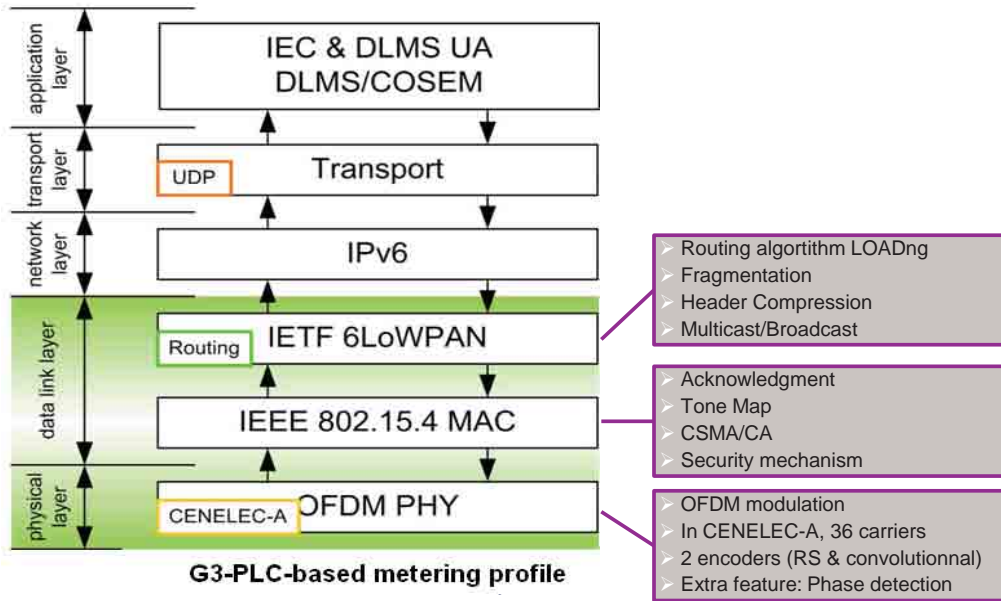 application layer
IEC & DLMS UA
DLMS/COSEM
transport layer
UDP
Transport
network layer
IPv6
data link layer
Routing
IETF 6LoWPAN
IEEE 802.15.4 MAC
physical layer
CENELEC-A
OFDM PHY
G3-PLC-based metering profile
➢ Routing algortithm LOADng
➢ Fragmentation
➢ Header Compression
➢ Multicast/Broadcast
➢ Acknowledgment
➢ Tone Map
➢ CSMA/CA
➢ Security mechanism
➢ OFDM modulation
➢ In CENELEC-A, 36 carriers
➢ 2 encoders (RS & convolutionnal)
➢ Extra feature: Phase detection